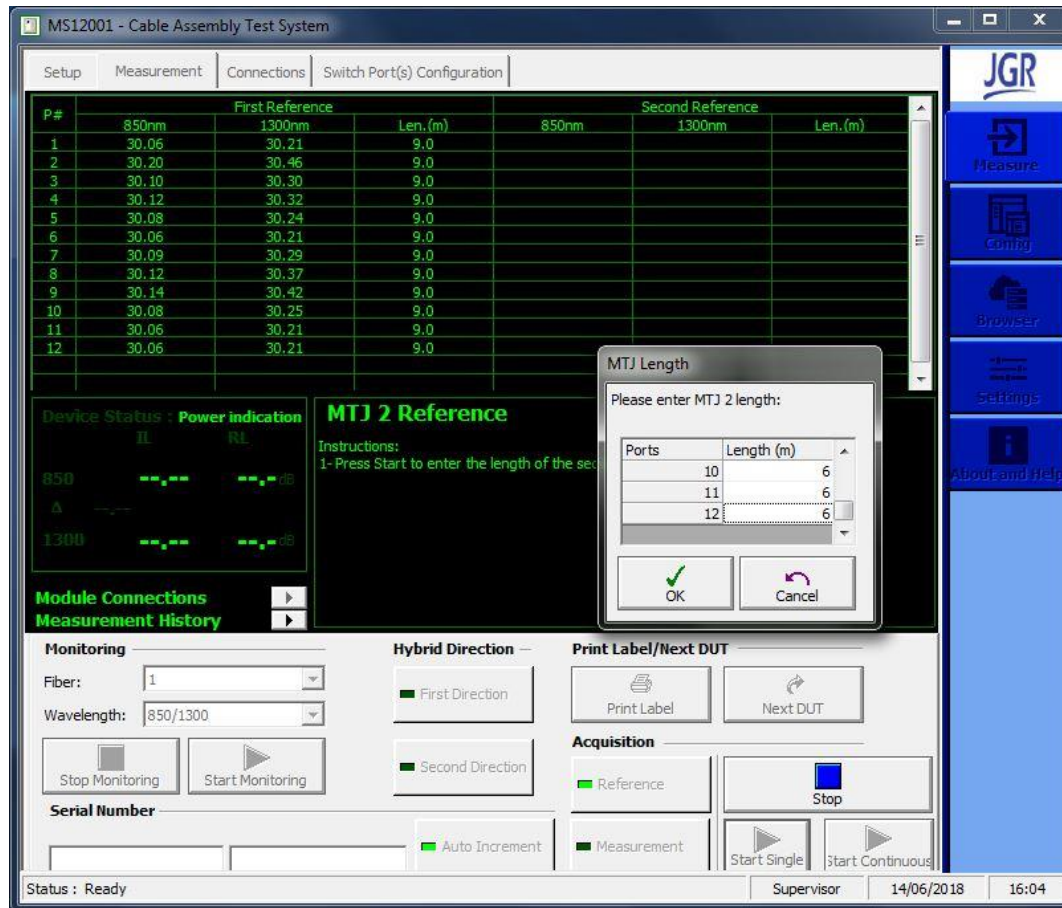 MS12001 - Cable Assembly Test System
Setup Measurement Connections Switch Port(s) Configuration
JGR
P# First Reference Second Reference
850nm 1300nm Len.(m) 850nm 1300nm Len.(m)
1 30.06 30.21 9.0
2 30.20 30.46 9.0
3 30.10 30.30 9.0
4 30.12 30.32 9.0
5 30.08 30.24 9.0
6 30.06 30.21 9.0
7 30.09 30.29 9.0
8 30.12 30.37 9.0
9 30.14 30.42 9.0
10 30.08 30.25 9.0
11 30.06 30.21 9.0
12 30.06 30.21 9.0
Measure
Config
Browser
Settings
About and Help
MTJ Length
Please enter MTJ 2 length:
Ports Length (m)
10 6
11 6
12 6
OK Cancel
Device Status : Power indication
IL RL
850 --.-- --.- dB
Δ --.--
1300 --.-- --.- dB
MTJ 2 Reference
Instructions:
1- Press Start to enter the length of the sec
Module Connections
Measurement History
Monitoring
Fiber: 1
Wavelength: 850/1300
Stop Monitoring Start Monitoring
Hybrid Direction
First Direction
Second Direction
Print Label/Next DUT
Print Label Next DUT
Acquisition
Reference
Stop
Serial Number
Auto Increment
Measurement
Start Single Start Continuous
Status : Ready Supervisor 14/06/2018 16:04